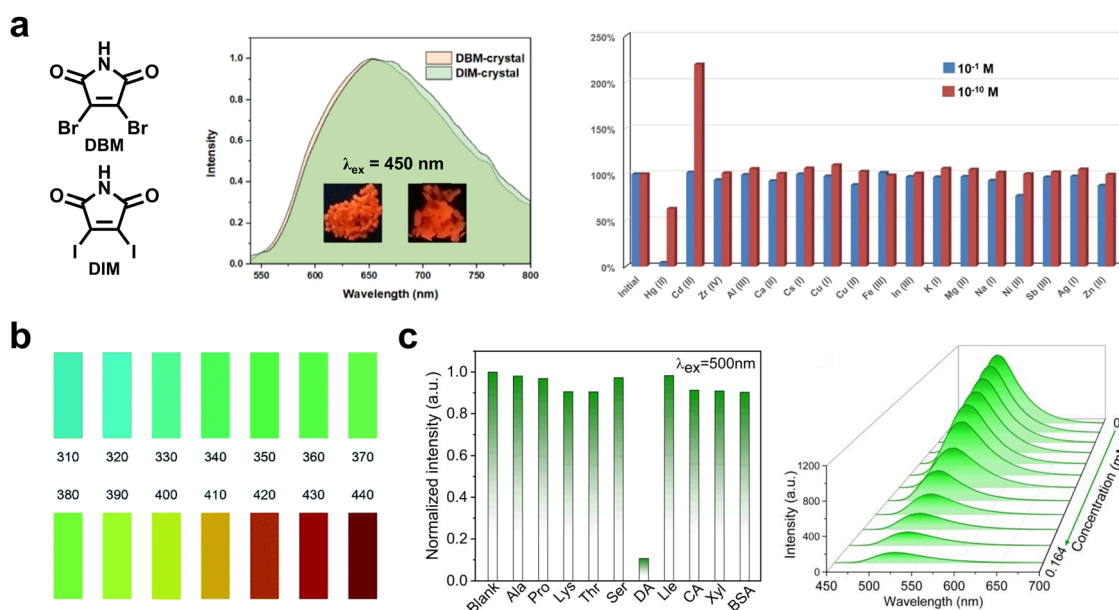 a
H
N
O O
Br Br
DBM
H
N
O O
I I
DIM
Intensity
1.0
0.8
0.6
0.4
0.2
0.0
DBM-crystal
DIM-crystal
λex = 450 nm
550 600 650 700 750 800
Wavelength (nm)
250%
200%
150%
100%
50%
0%
10⁻¹ M
10⁻¹⁰ M
Initial
Hg (II)
Cd (II)
Zr (IV)
Al (III)
Ca (II)
Cs (I)
Cu (I)
Cu (II)
Fe (III)
In (III)
K (I)
Mg (II)
Na (I)
Ni (II)
Sb (III)
Ag (I)
Zn (II)
b
310 320 330 340 350 360 370
380 390 400 410 420 430 440
c
Normalized intensity (a.u.)
1.0
0.8
0.6
0.4
0.2
0.0
λex=500nm
Blank
Ala
Pro
Lys
Thr
Ser
DA
Lle
CA
Xyl
BSA
Intensity (a.u.)
1200
800
400
0
450 500 550 600 650 700
Wavelength (nm)
0
0.164
Concentration